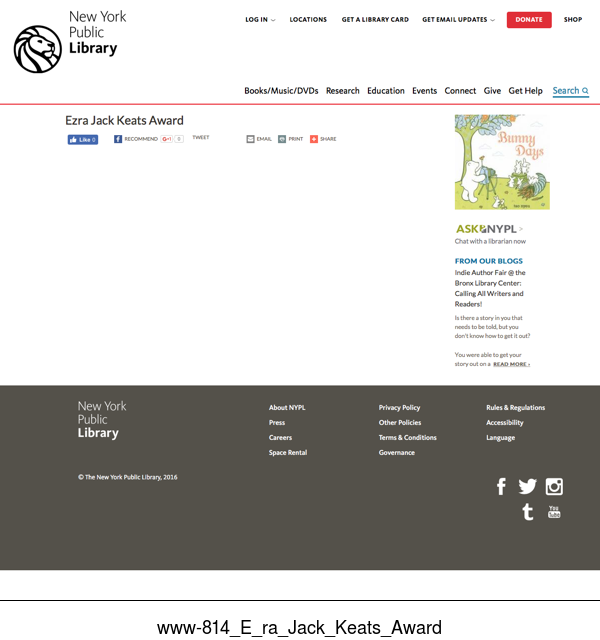 New York
Public
Library
LOG IN
LOCATIONS
GET A LIBRARY CARD
GET EMAIL UPDATES
DONATE
SHOP
Books/Music/DVDs
Research
Education
Events
Connect
Give
Get Help
Search
Ezra Jack Keats Award
Like 0
RECOMMEND
G+1
0
TWEET
EMAIL
PRINT
SHARE
Bunny
Days
ASK NYPL >
Chat with a librarian now
FROM OUR BLOGS
Indie Author Fair @ the
Bronx Library Center:
Calling All Writers and
Readers!
Is there a story in you that
needs to be told, but you
don't know how to get it out?
You were able to get your
story out on a READ MORE ›
New York
Public
Library
About NYPL
Press
Careers
Space Rental
Privacy Policy
Other Policies
Terms & Conditions
Governance
Rules & Regulations
Accessibility
Language
© The New York Public Library, 2016
You
Tube
www-814_E_ra_Jack_Keats_Award